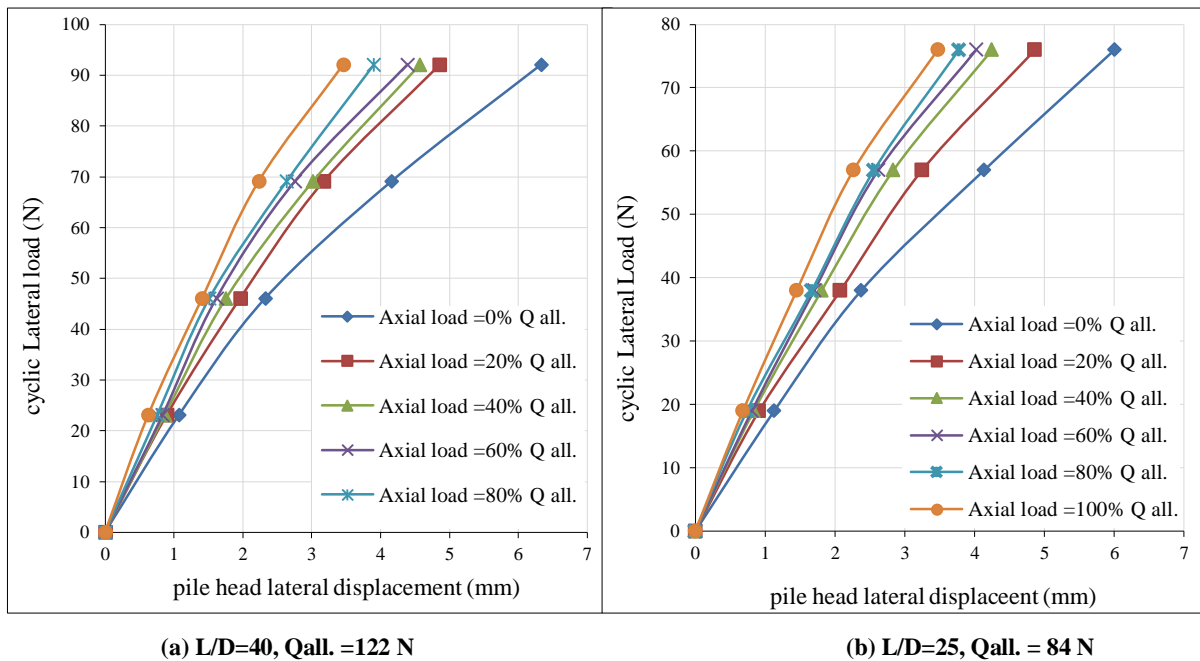 cyclic Lateral load (N)
100
90
80
70
60
50
40
30
20
10
0
Axial load =0% Q all.
Axial load =20% Q all.
Axial load =40% Q all.
Axial load =60% Q all.
Axial load =80% Q all.
0 1 2 3 4 5 6 7
pile head lateral displacement (mm)
(a) L/D=40, Qall. =122 N
cyclic Lateral Load (N)
80
70
60
50
40
30
20
10
0
Axial load =0% Q all.
Axial load =20% Q all.
Axial load =40% Q all.
Axial load =60% Q all.
Axial load =80% Q all.
Axial load =100% Q all.
0 1 2 3 4 5 6 7
pile head lateral displaceent (mm)
(b) L/D=25, Qall. = 84 N